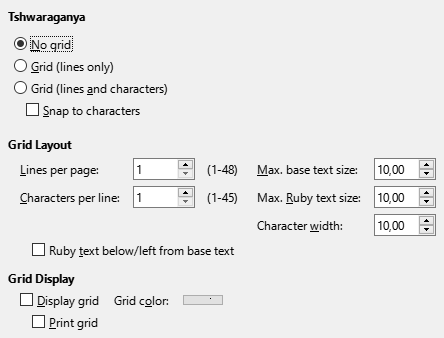 Tshwaraganya
No grid
Grid (lines only)
Grid (lines and characters)
Snap to characters
Grid Layout
Lines per page: 1 (1-48) Max. base text size: 10,00
Characters per line: 1 (1-45) Max. Ruby text size: 10,00
Character width: 10,00
Ruby text below/left from base text
Grid Display
Display grid Grid color:
Print grid